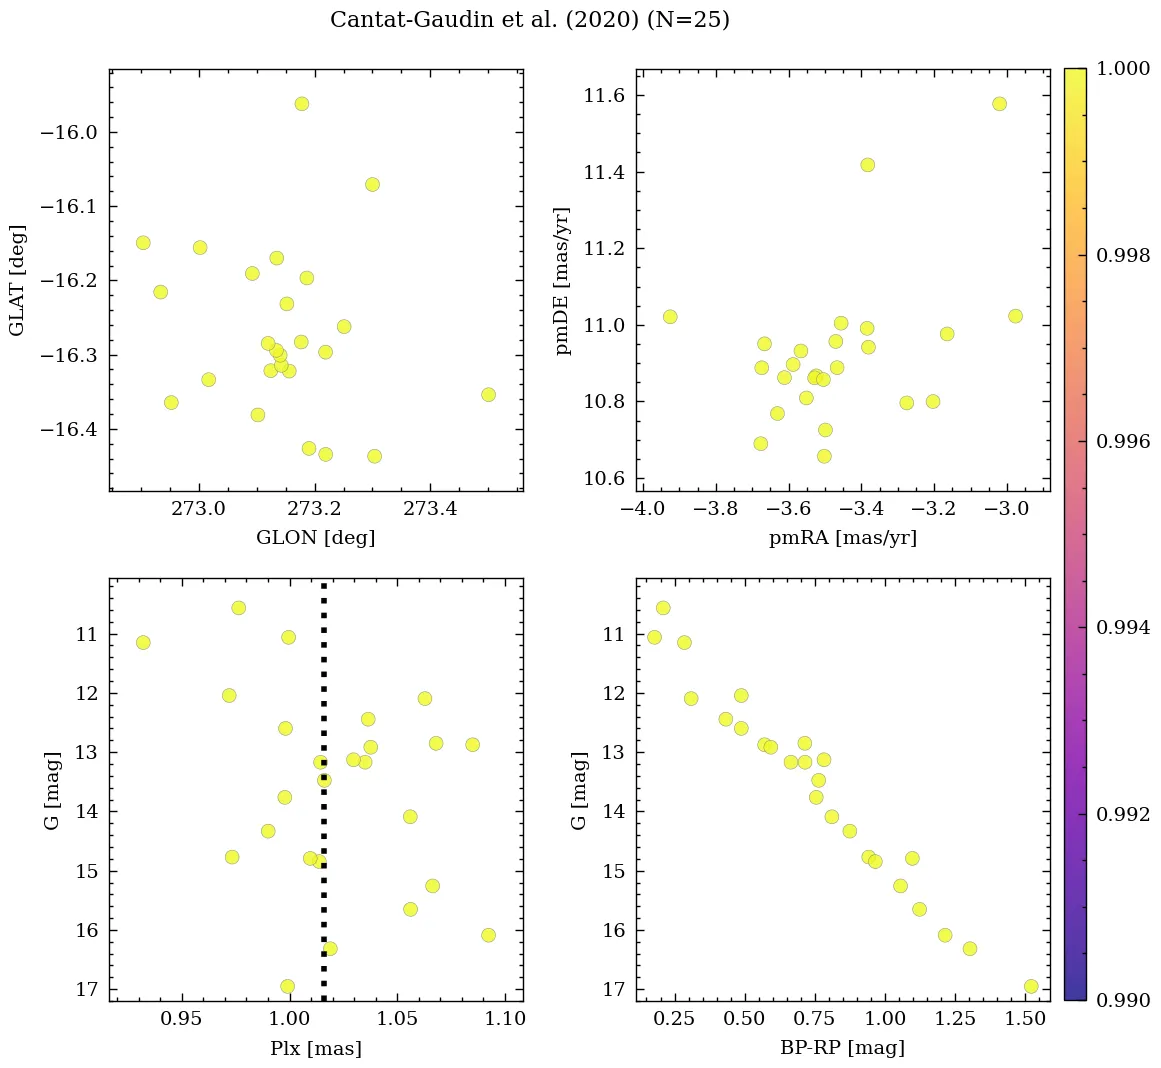 Cantat-Gaudin et al. (2020) (N=25)
−16.0
−16.1
−16.2
−16.3
−16.4
GLAT [deg]
273.0 273.2 273.4
GLON [deg]
11.6
11.4
11.2
11.0
10.8
10.6
pmDE [mas/yr]
−4.0 −3.8 −3.6 −3.4 −3.2 −3.0
pmRA [mas/yr]
11
12
13
14
15
16
17
G [mag]
0.95 1.00 1.05 1.10
Plx [mas]
11
12
13
14
15
16
17
G [mag]
0.25 0.50 0.75 1.00 1.25 1.50
BP-RP [mag]
1.000
0.998
0.996
0.994
0.992
0.990